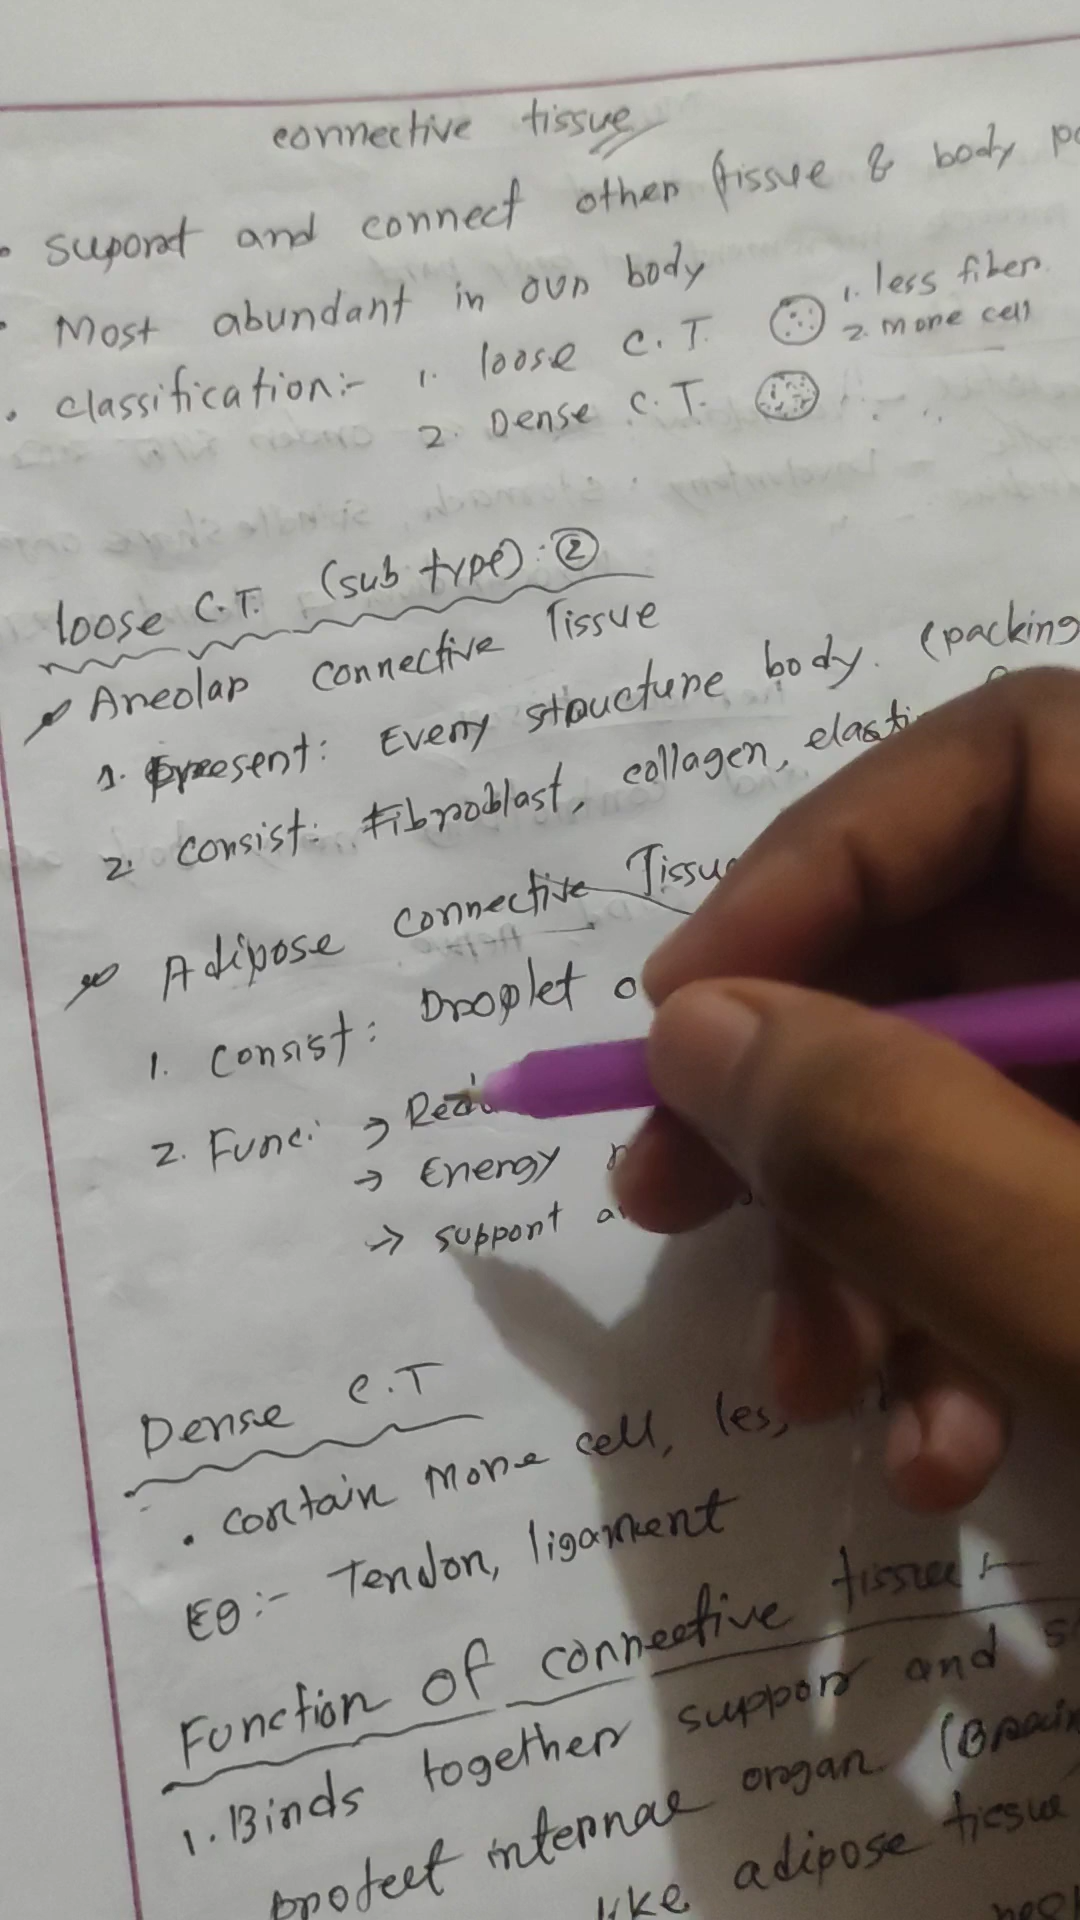 connective tissue
• suport and connect other tissue & body
• Most abundant in our body
• classification:- 1. loose C.T. 1. less fiber
2. more cell
2. Dense C.T.
loose C.T. (sub type): ②
Areolar connective Tissue
1. Present: Every structure body. (packing
2. Consist: Fibroblast, collagen,
Adipose connective
1. Consist: Droplet
2. Func: →
→ Energy
→ support
Dense C.T
• contain more cell, les,
EG:- Tendon, ligament
Function of connective tissue:-
1. Binds together support and
protect internal organ (Brain
like adipose tissue